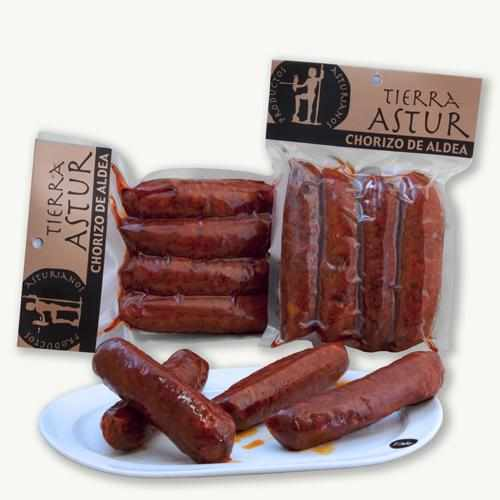 TIERRA
ASTUR
CHORIZO DE ALDEA
PRODUCTOS
ASTURIANOS
TIERRA
ASTUR
CHORIZO DE ALDEA
ASTURIANOS
PRODUCTOS